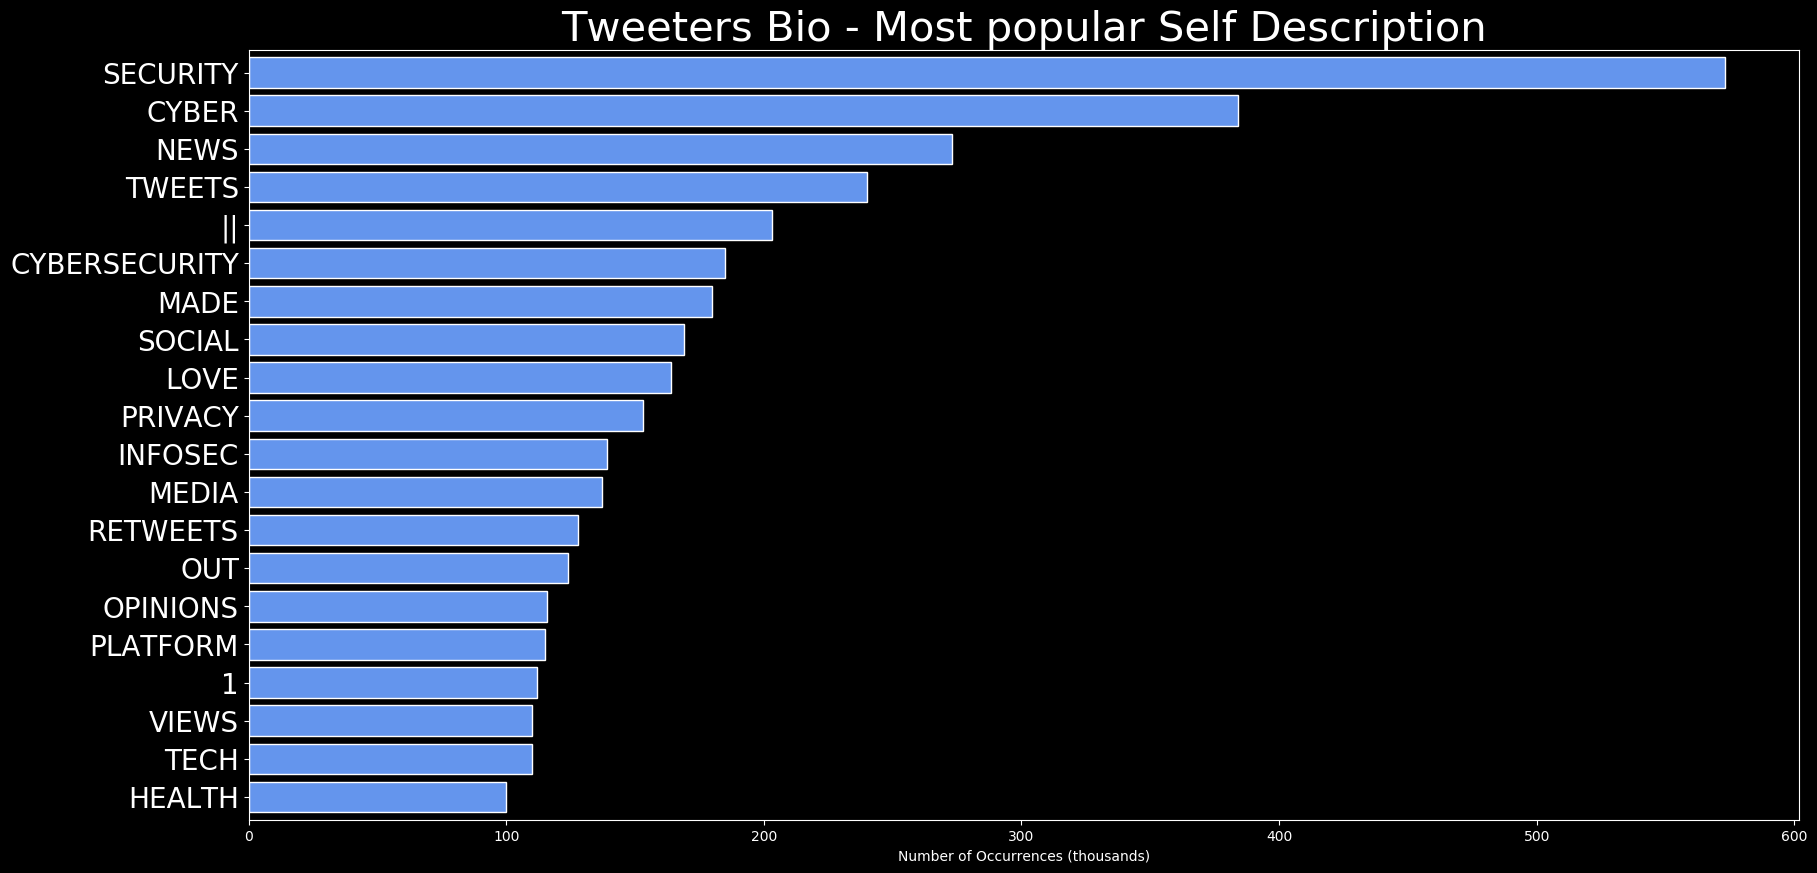 Tweeters Bio - Most popular Self Description
SECURITY
CYBER
NEWS
TWEETS
||
CYBERSECURITY
MADE
SOCIAL
LOVE
PRIVACY
INFOSEC
MEDIA
RETWEETS
OUT
OPINIONS
PLATFORM
1
VIEWS
TECH
HEALTH
0 100 200 300 400 500 600
Number of Occurrences (thousands)